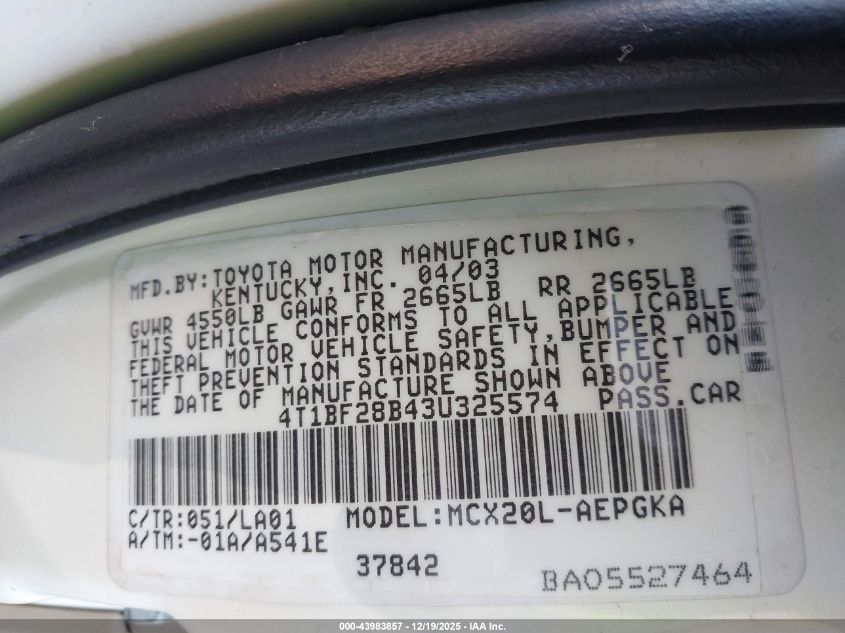 MFD.BY:TOYOTA MOTOR MANUFACTURING,
KENTUCKY,INC. 04/03
GVWR 4550LB GAWR FR 2665LB RR 2665LB
THIS VEHICLE CONFORMS TO ALL APPLICABLE
FEDERAL MOTOR VEHICLE SAFETY,BUMPER AND
THEFT PREVENTION STANDARDS IN EFFECT ON
THE DATE OF MANUFACTURE SHOWN ABOVE
4T1BF28B43U325574 PASS.CAR
C/TR:051/LA01 MODEL:MCX20L-AEPGKA
A/TM:-01A/A541E
37842
BA05527464
000-43983857 - 12/19/2025 - IAA Inc.